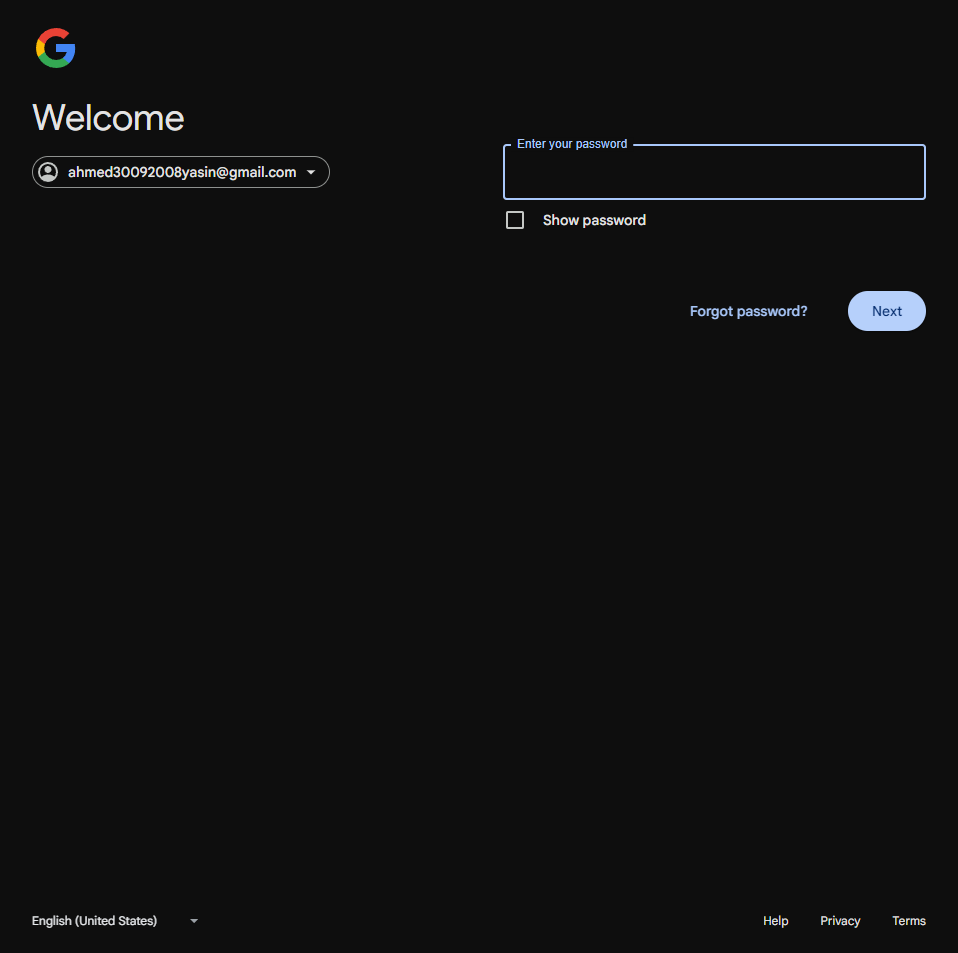 Welcome
ahmed30092008yasin@gmail.com
Enter your password
Show password
Forgot password?
Next
English (United States)
Help
Privacy
Terms